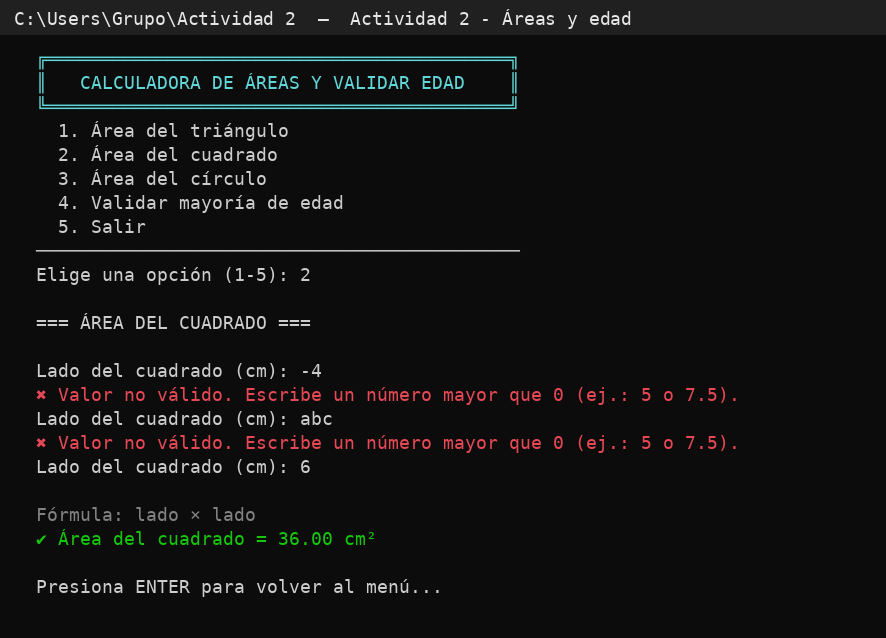 C:\Users\Grupo\Actividad 2  —  Actividad 2 - Áreas y edad
CALCULADORA DE ÁREAS Y VALIDAR EDAD
1. Área del triángulo
2. Área del cuadrado
3. Área del círculo
4. Validar mayoría de edad
5. Salir
Elige una opción (1-5): 2
=== ÁREA DEL CUADRADO ===
Lado del cuadrado (cm): -4
✖ Valor no válido. Escribe un número mayor que 0 (ej.: 5 o 7.5).
Lado del cuadrado (cm): abc
✖ Valor no válido. Escribe un número mayor que 0 (ej.: 5 o 7.5).
Lado del cuadrado (cm): 6
Fórmula: lado × lado
✔ Área del cuadrado = 36.00 cm²
Presiona ENTER para volver al menú...